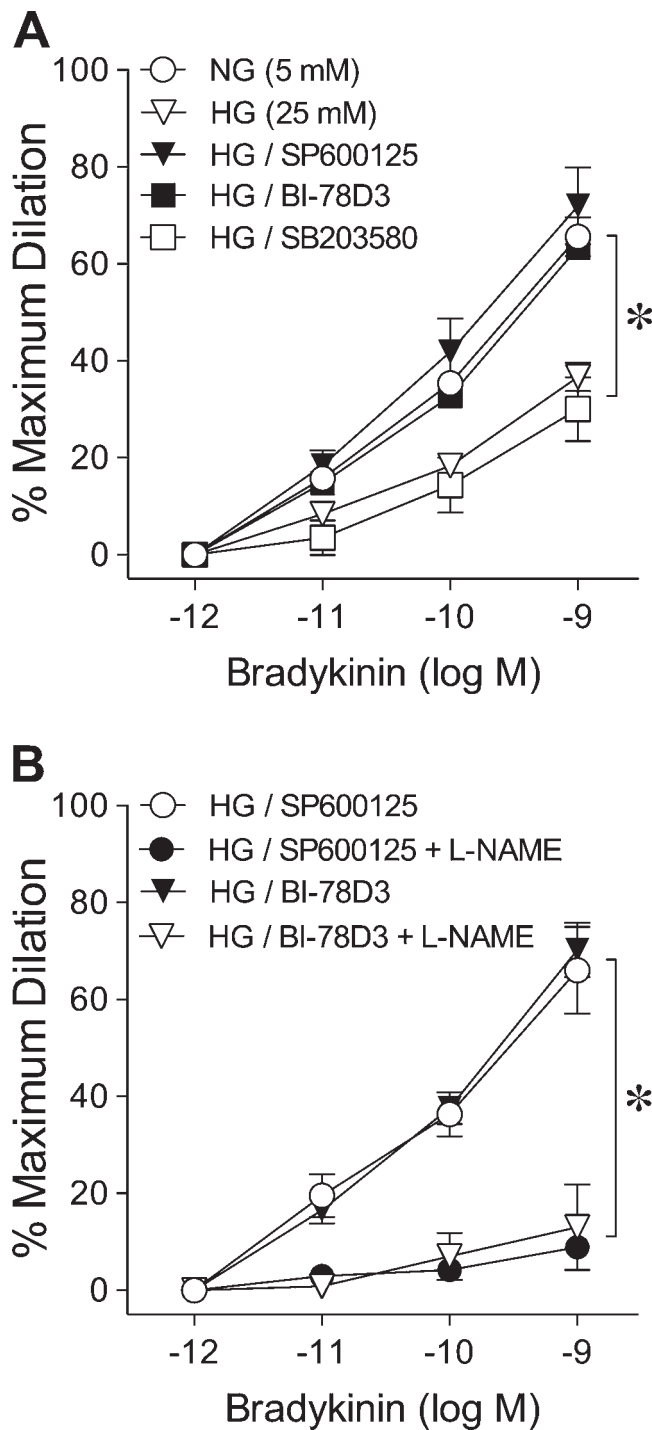 A
100
80
60
40
20
0
% Maximum Dilation
NG (5 mM)
HG (25 mM)
HG / SP600125
HG / BI-78D3
HG / SB203580
*
-12 -11 -10 -9
Bradykinin (log M)
B
100
80
60
40
20
0
% Maximum Dilation
HG / SP600125
HG / SP600125 + L-NAME
HG / BI-78D3
HG / BI-78D3 + L-NAME
*
-12 -11 -10 -9
Bradykinin (log M)